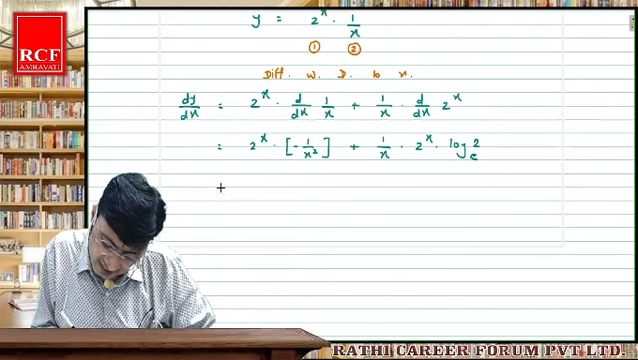 RCF
AMRAVATI
y = 2^x · 1/x
① ②
Diff. w. r. to x.
dy/dx = 2^x · d/dx 1/x + 1/x · d/dx 2^x
= 2^x · [-1/x²] + 1/x · 2^x · log_e 2
RATHI CAREER FORUM PVT LTD.